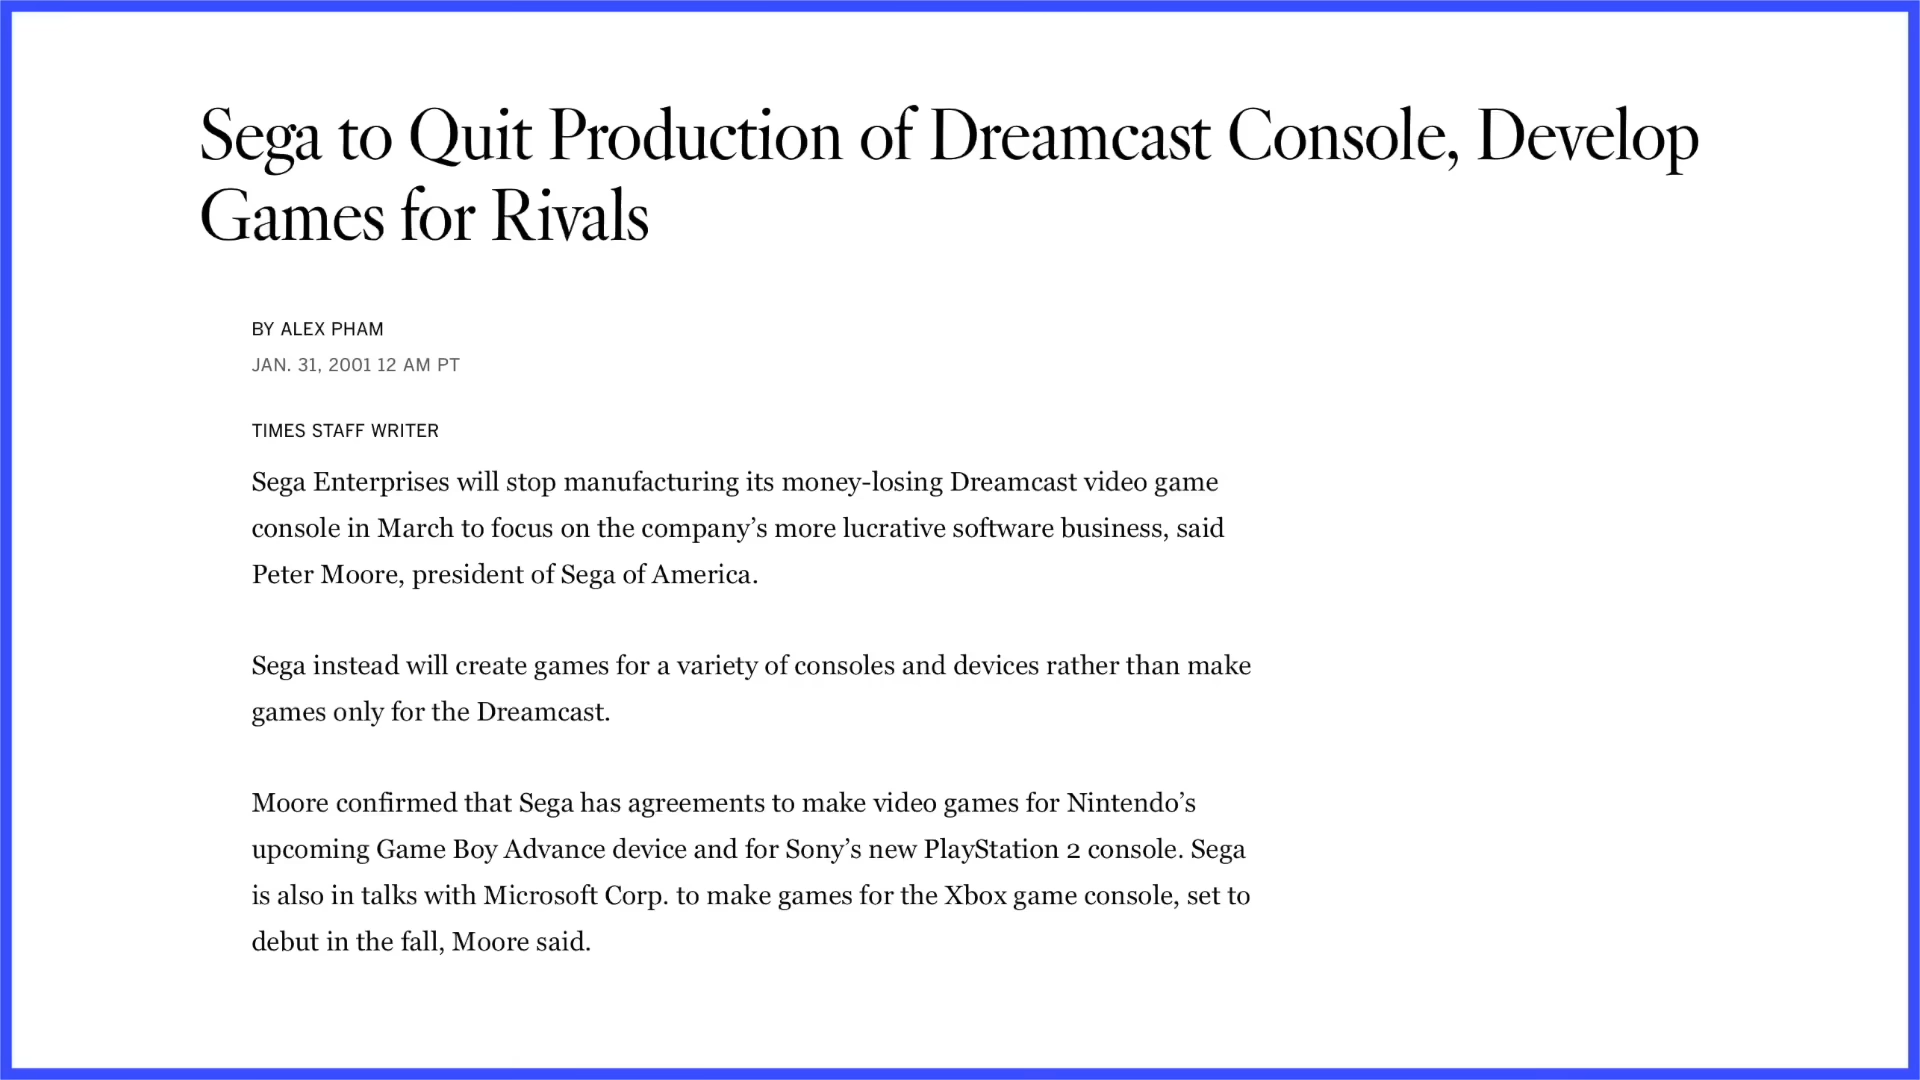 Sega to Quit Production of Dreamcast Console, Develop
Games for Rivals
BY ALEX PHAM
JAN. 31, 2001 12 AM PT
TIMES STAFF WRITER
Sega Enterprises will stop manufacturing its money-losing Dreamcast video game
console in March to focus on the company’s more lucrative software business, said
Peter Moore, president of Sega of America.
Sega instead will create games for a variety of consoles and devices rather than make
games only for the Dreamcast.
Moore confirmed that Sega has agreements to make video games for Nintendo’s
upcoming Game Boy Advance device and for Sony’s new PlayStation 2 console. Sega
is also in talks with Microsoft Corp. to make games for the Xbox game console, set to
debut in the fall, Moore said.